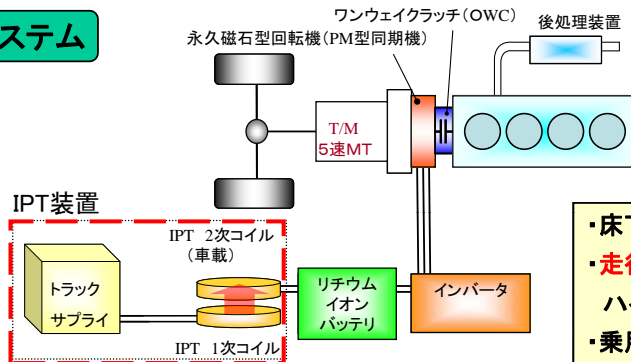 ステム
ワンウェイクラッチ(OWC)
後処理装置
永久磁石型回転機(PM型同期機)
T/M
5速MT
IPT装置
IPT 2次コイル
(車載)
トラック
サプライ
リチウム
イオン
バッテリ
インバータ
IPT 1次コイル
・床下
・走行
ハイ
・乗用